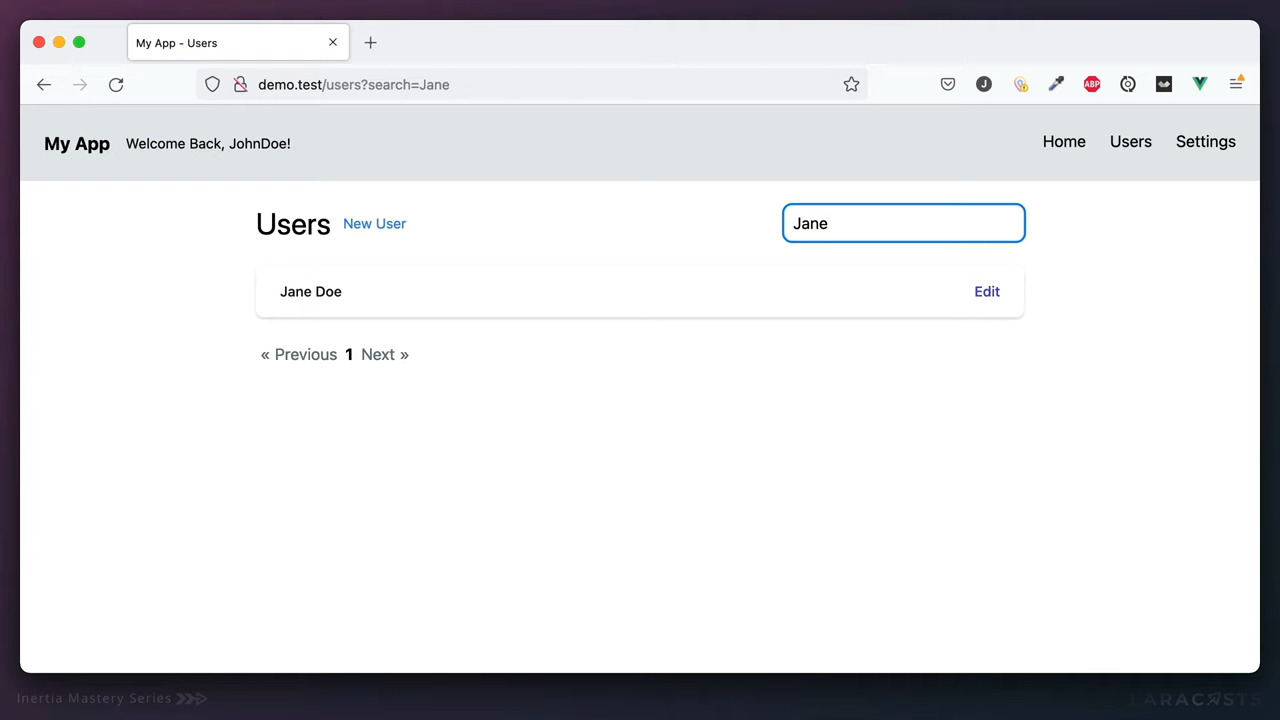 My App - Users
demo.test/users?search=Jane
J
ABP
My App Welcome Back, JohnDoe! Home Users Settings
Users New User Jane
Jane Doe Edit
« Previous 1 Next »
Inertia Mastery Series
LARACASTS